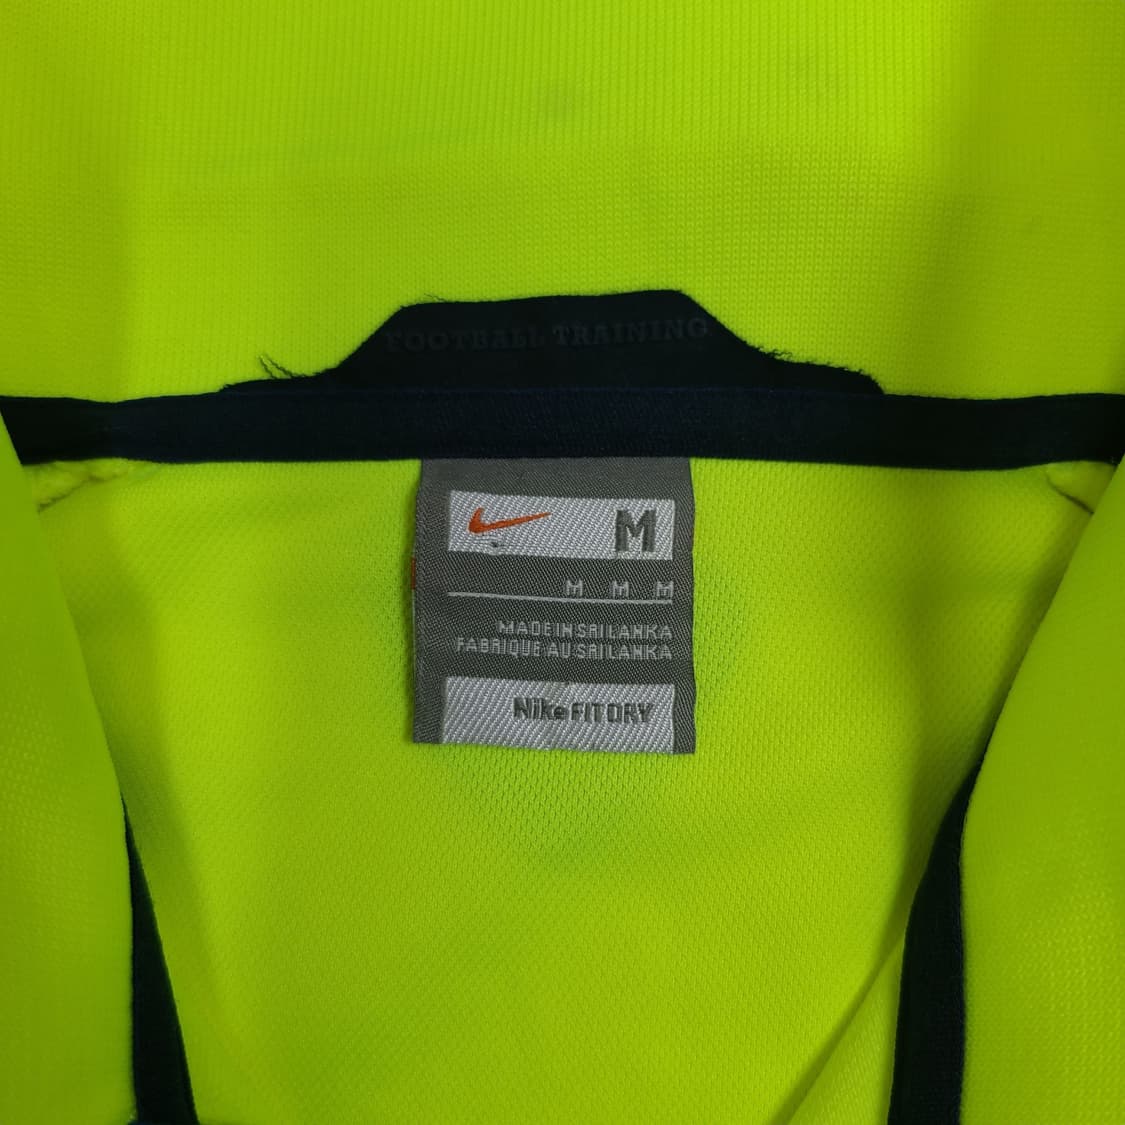 FOOTBALL TRAINING
M
M M M
MADE IN SRI LANKA
FABRIQUE AU SRI LANKA
Nike FIT DRY